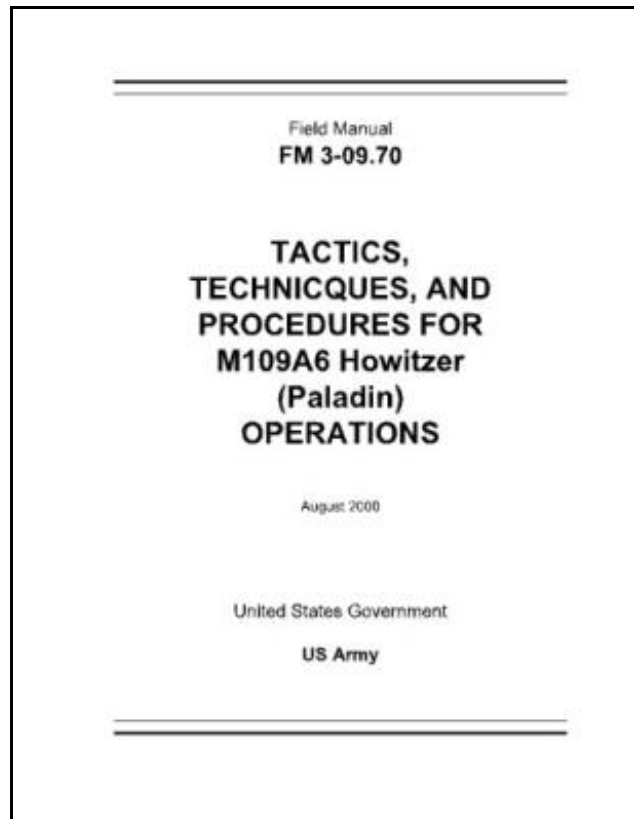 Field Manual
FM 3-09.70
TACTICS,
TECHNICQUES, AND
PROCEDURES FOR
M109A6 Howitzer
(Paladin)
OPERATIONS
August 2000
United States Government
US Army